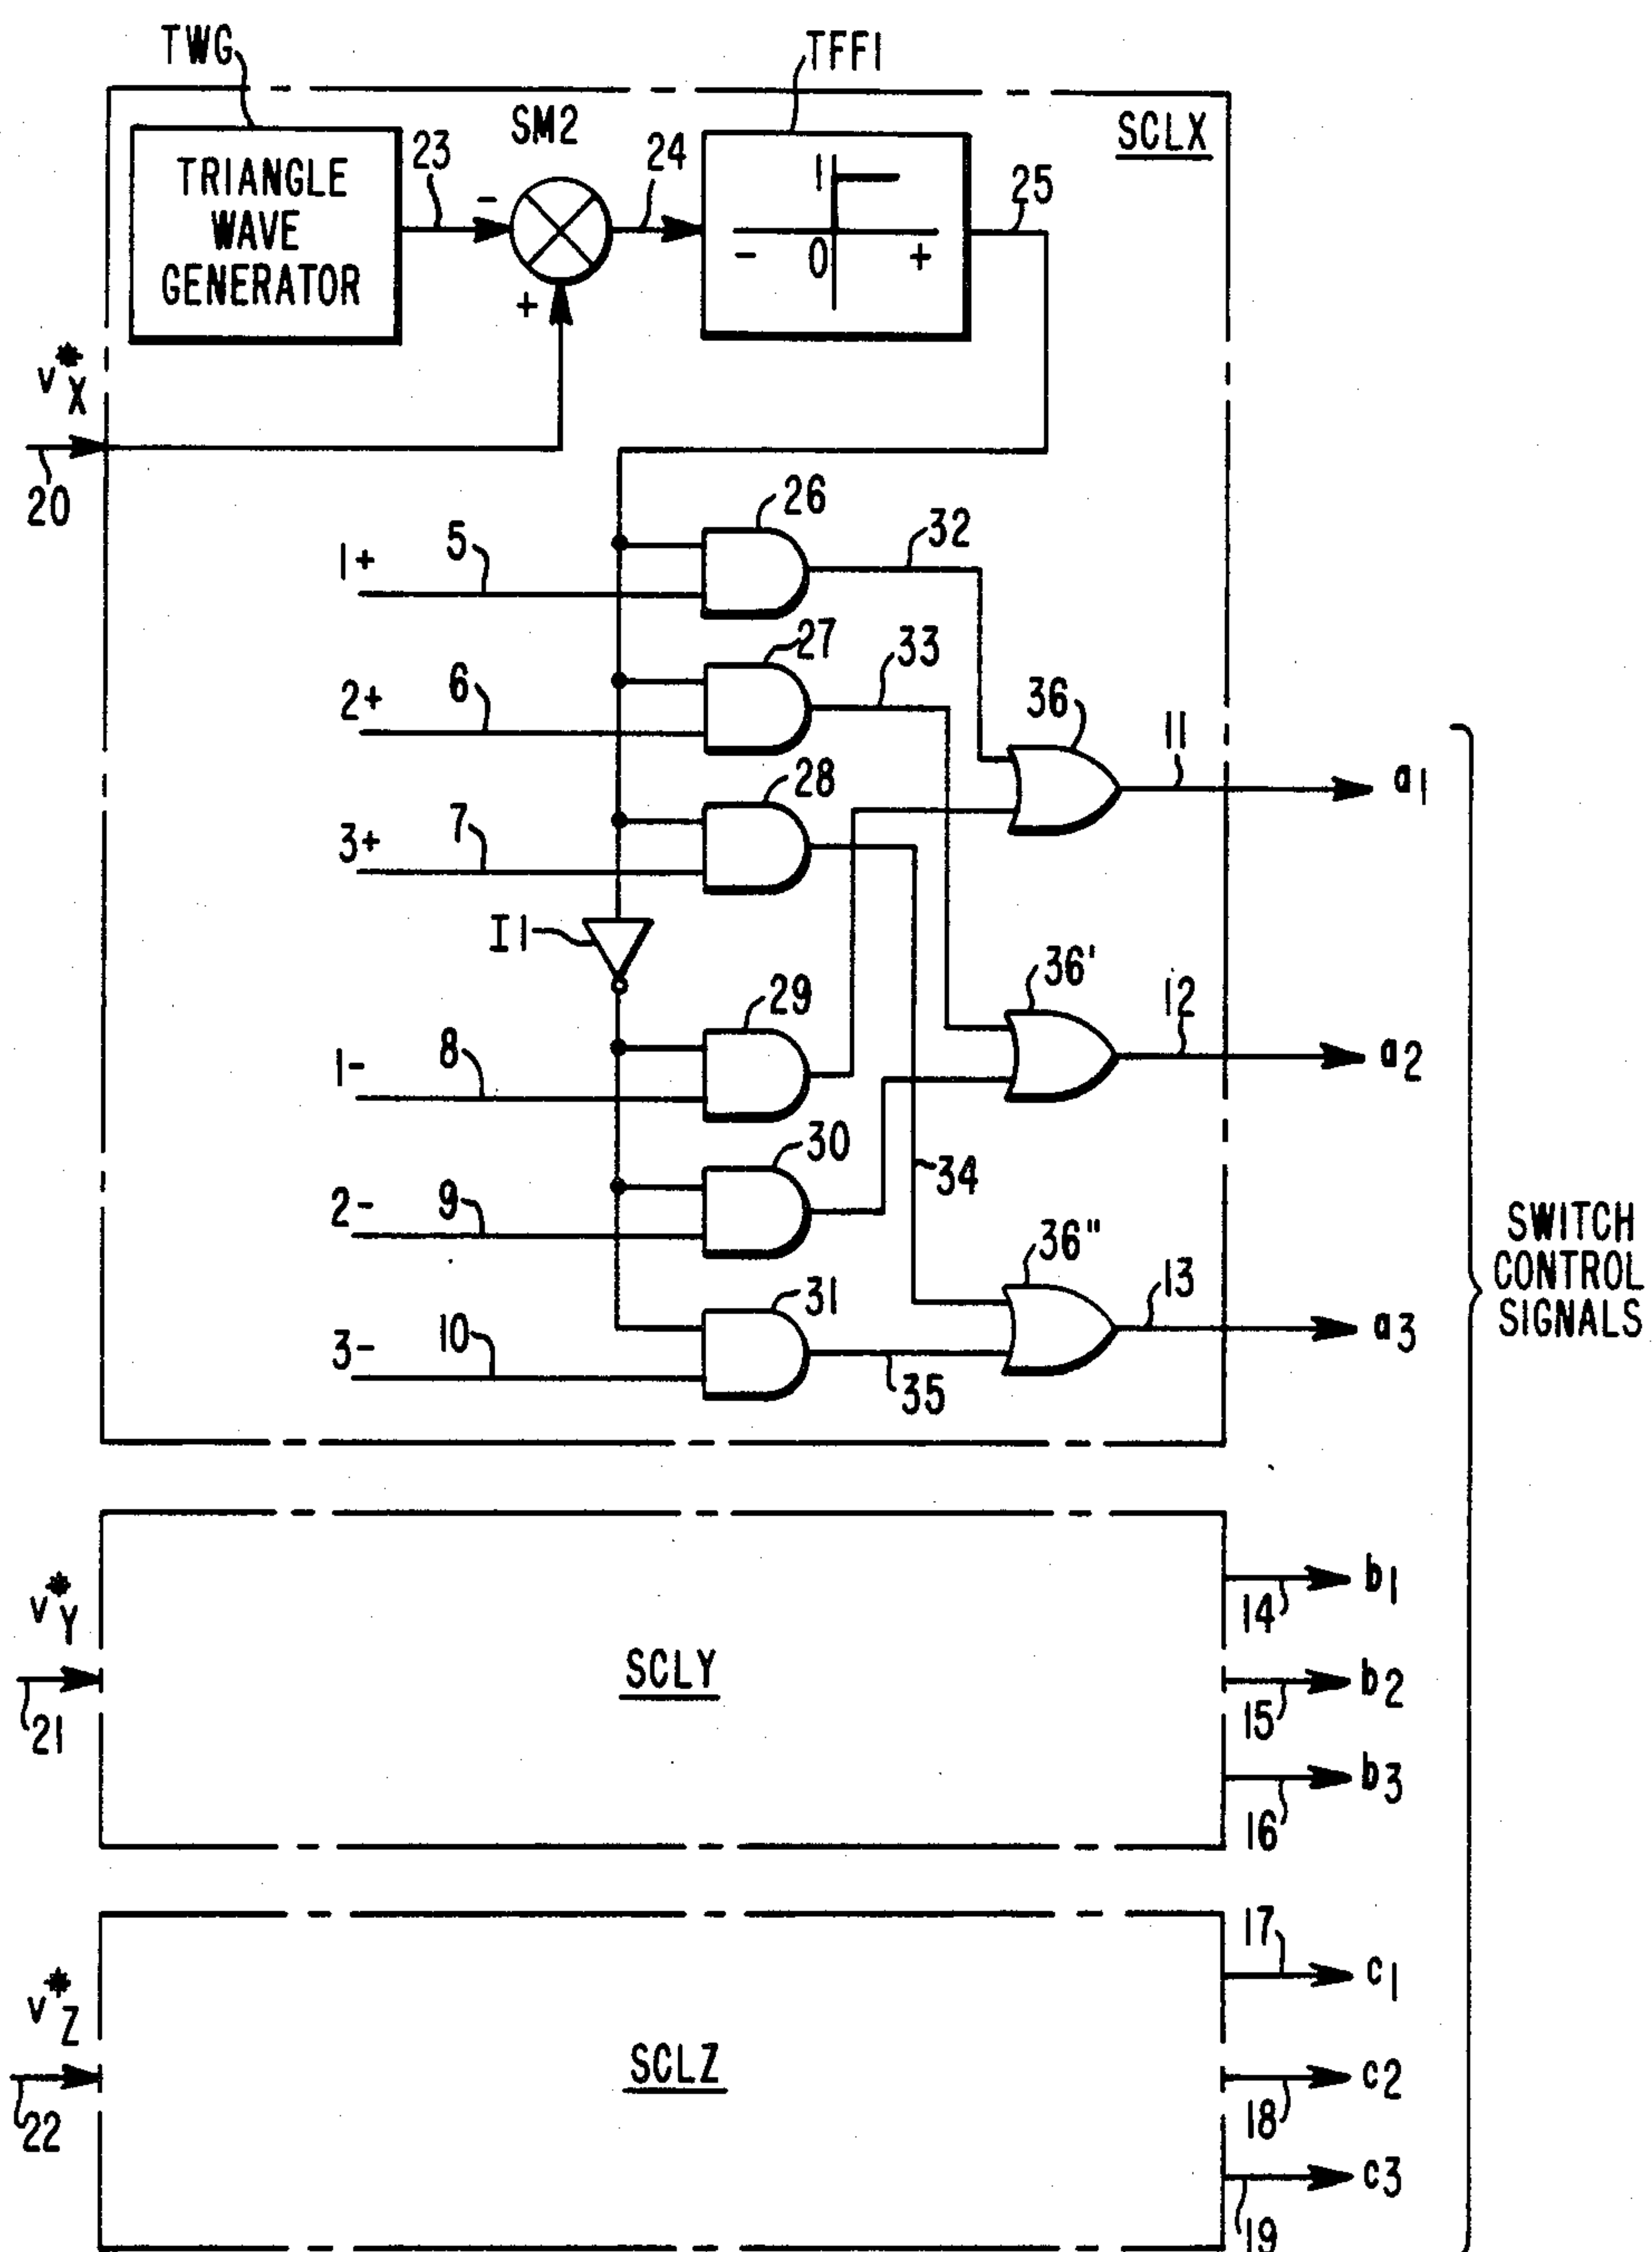 TWG
TFF1
SM2
SCLX
TRIANGLE
WAVE
GENERATOR
23
-
24
1
-
0
+
25
+
v*X
20
26
1+
5
32
27
2+
6
33
36
11
a1
28
3+
7
I1
36'
12
a2
29
1-
8
30
2-
9
34
36"
13
a3
31
3-
10
35
SWITCH
CONTROL
SIGNALS
v*Y
21
SCLY
14
b1
15
b2
16
b3
v*Z
22
SCLZ
17
c1
18
c2
19
c3